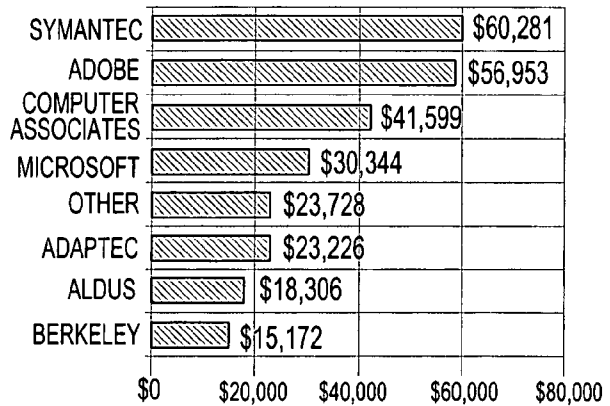 SYMANTEC $60,281
ADOBE $56,953
COMPUTER
ASSOCIATES $41,599
MICROSOFT $30,344
OTHER $23,728
ADAPTEC $23,226
ALDUS $18,306
BERKELEY $15,172
$0 $20,000 $40,000 $60,000 $80,000